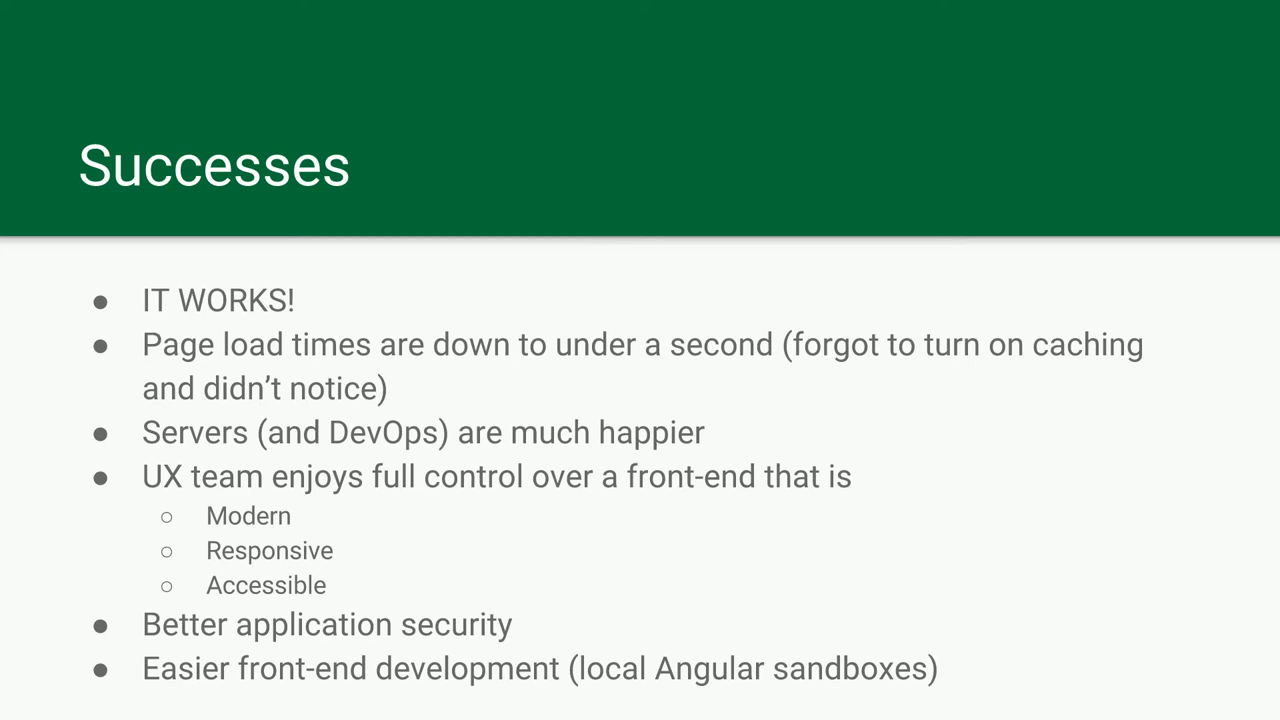 Successes
● IT WORKS!
● Page load times are down to under a second (forgot to turn on caching
and didn’t notice)
● Servers (and DevOps) are much happier
● UX team enjoys full control over a front-end that is
○ Modern
○ Responsive
○ Accessible
● Better application security
● Easier front-end development (local Angular sandboxes)